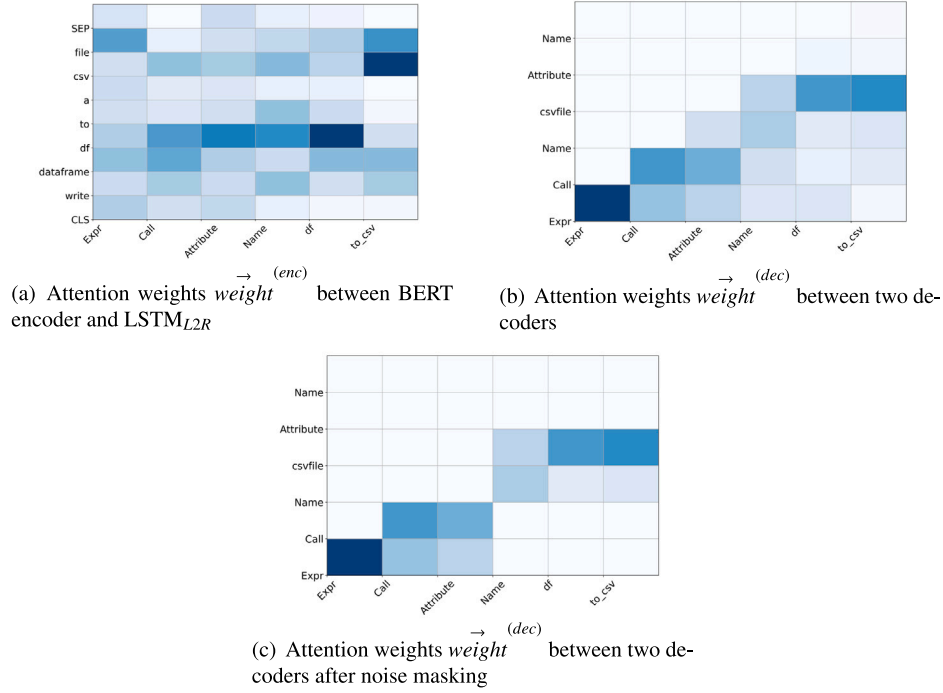 SEP
file
csv
a
to
df
dataframe
write
CLS
Expr
Call
Attribute
Name
df
to_csv
(a) Attention weights weight→ (enc) between BERT
encoder and LSTM_L2R
Name
Attribute
csvfile
Name
Call
Expr
Expr
Call
Attribute
Name
df
to_csv
(b) Attention weights weight→ (dec) between two de-
coders
Name
Attribute
csvfile
Name
Call
Expr
Expr
Call
Attribute
Name
df
to_csv
(c) Attention weights weight→ (dec) between two de-
coders after noise masking